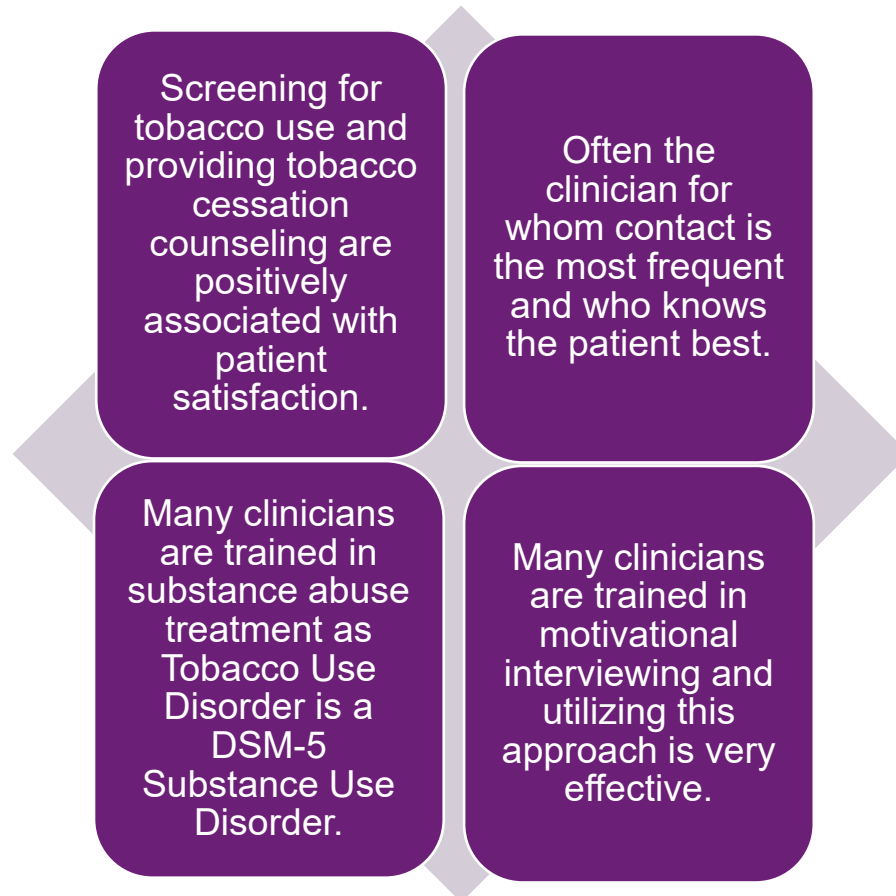 Screening for
tobacco use and
providing tobacco
cessation
counseling are
positively
associated with
patient
satisfaction.
Often the
clinician for
whom contact is
the most frequent
and who knows
the patient best.
Many clinicians
are trained in
substance abuse
treatment as
Tobacco Use
Disorder is a
DSM-5
Substance Use
Disorder.
Many clinicians
are trained in
motivational
interviewing and
utilizing this
approach is very
effective.